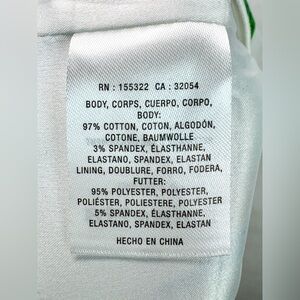 RN : 155322 CA : 32054
BODY, CORPS, CUERPO, CORPO,
BODY:
97% COTTON, COTON, ALGODÓN,
COTONE, BAUMWOLLE
3% SPANDEX, ÉLASTHANNE,
ELASTANO, SPANDEX, ELASTAN
LINING, DOUBLURE, FORRO, FODERA,
FUTTER:
95% POLYESTER, POLYESTER,
POLIÉSTER, POLIESTERE, POLYESTER
5% SPANDEX, ÉLASTHANNE,
ELASTANO, SPANDEX, ELASTAN
HECHO EN CHINA